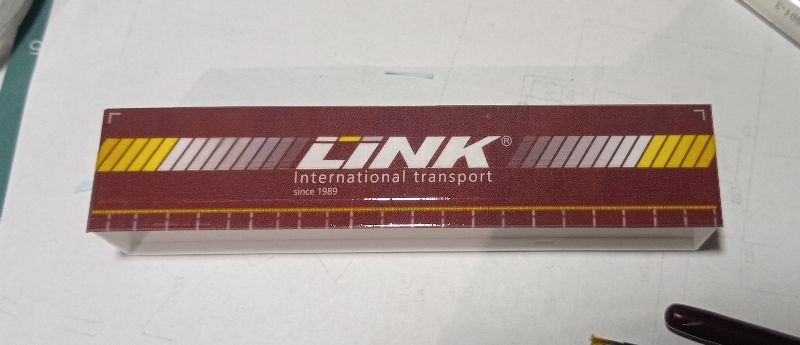 LiNK®
International transport
since 1989